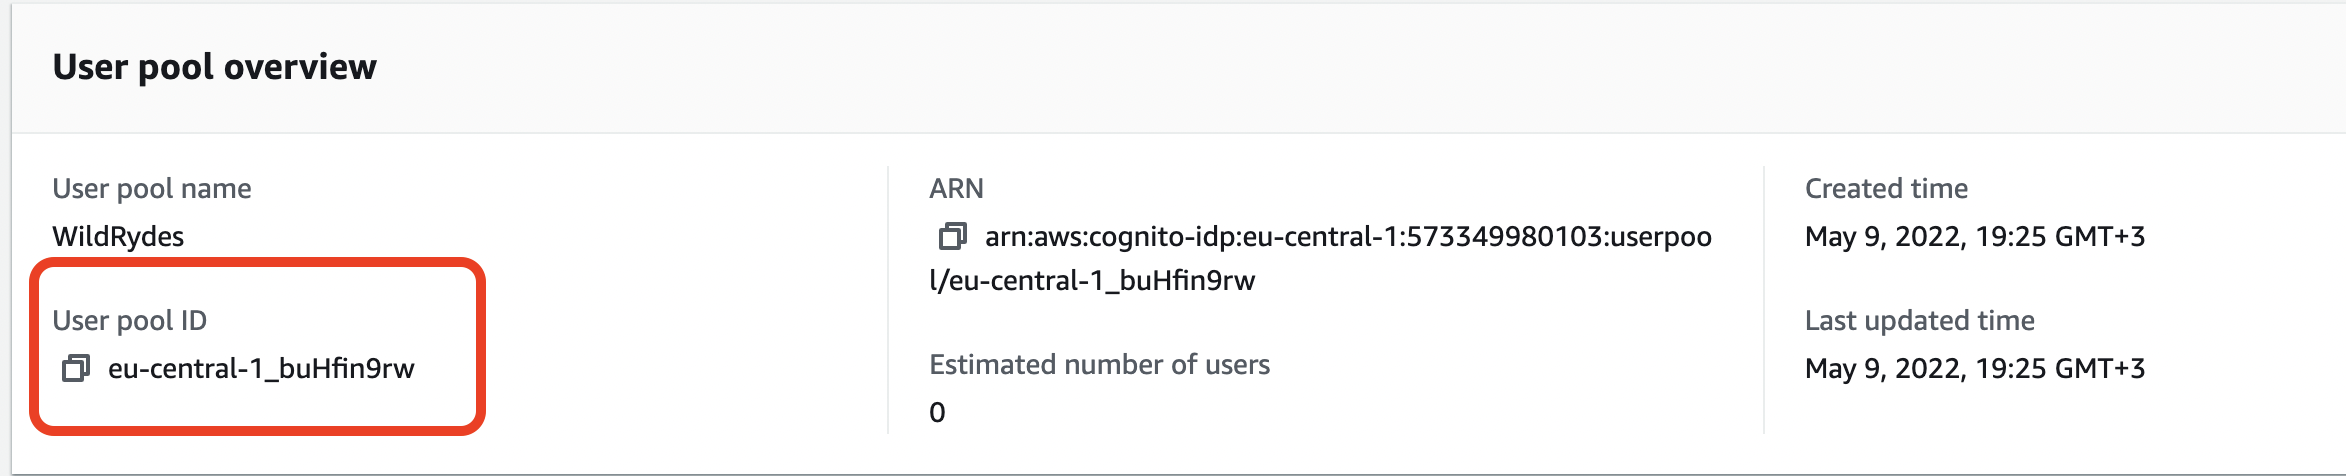 User pool overview
User pool name
WildRydes
User pool ID
eu-central-1_buHfin9rw
ARN
arn:aws:cognito-idp:eu-central-1:573349980103:userpoo
l/eu-central-1_buHfin9rw
Estimated number of users
0
Created time
May 9, 2022, 19:25 GMT+3
Last updated time
May 9, 2022, 19:25 GMT+3